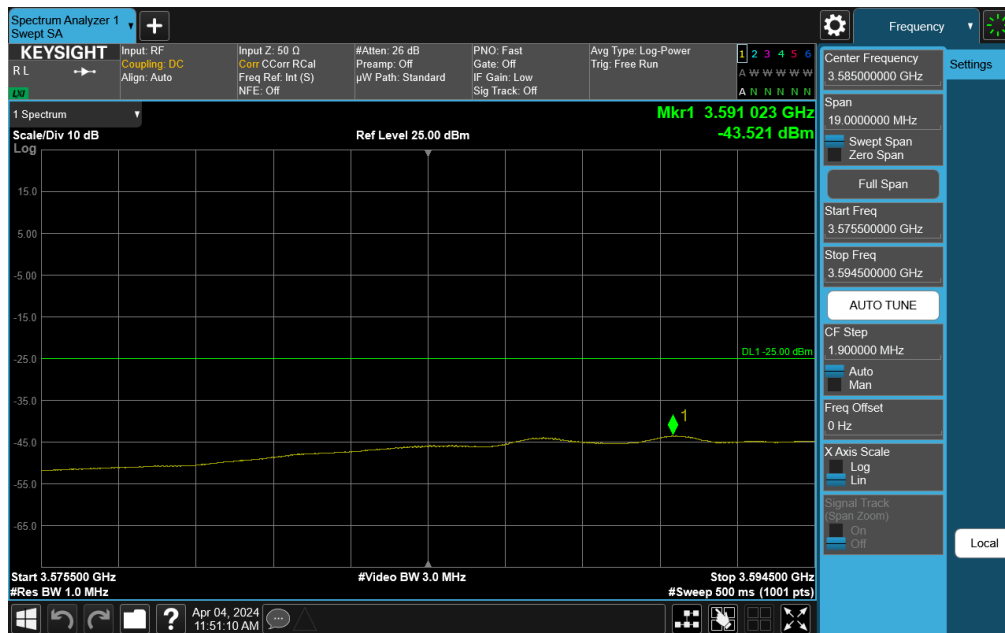 Spectrum Analyzer 1
Swept SA
Frequency
KEYSIGHT
R L
LXI
Input: RF
Coupling: DC
Align: Auto
Input Z: 50 Ω
Corr CCorr RCal
Freq Ref: Int (S)
NFE: Off
#Atten: 26 dB
Preamp: Off
µW Path: Standard
PNO: Fast
Gate: Off
IF Gain: Low
Sig Track: Off
Avg Type: Log-Power
Trig: Free Run
1 2 3 4 5 6
A W W W W W
A N N N N N
1 Spectrum
Scale/Div 10 dB
Log
Ref Level 25.00 dBm
Mkr1 3.591 023 GHz
-43.521 dBm
15.0
5.00
-5.00
-15.0
-25.0
DL1 -25.00 dBm
-35.0
1
-45.0
-55.0
-65.0
Start 3.575500 GHz
#Video BW 3.0 MHz
Stop 3.594500 GHz
#Res BW 1.0 MHz
#Sweep 500 ms (1001 pts)
Center Frequency
3.585000000 GHz
Settings
Span
19.0000000 MHz
Swept Span
Zero Span
Full Span
Start Freq
3.575500000 GHz
Stop Freq
3.594500000 GHz
AUTO TUNE
CF Step
1.900000 MHz
Auto
Man
Freq Offset
0 Hz
X Axis Scale
Log
Lin
Signal Track
(Span Zoom)
On
Off
Local
?
Apr 04, 2024
11:51:10 AM